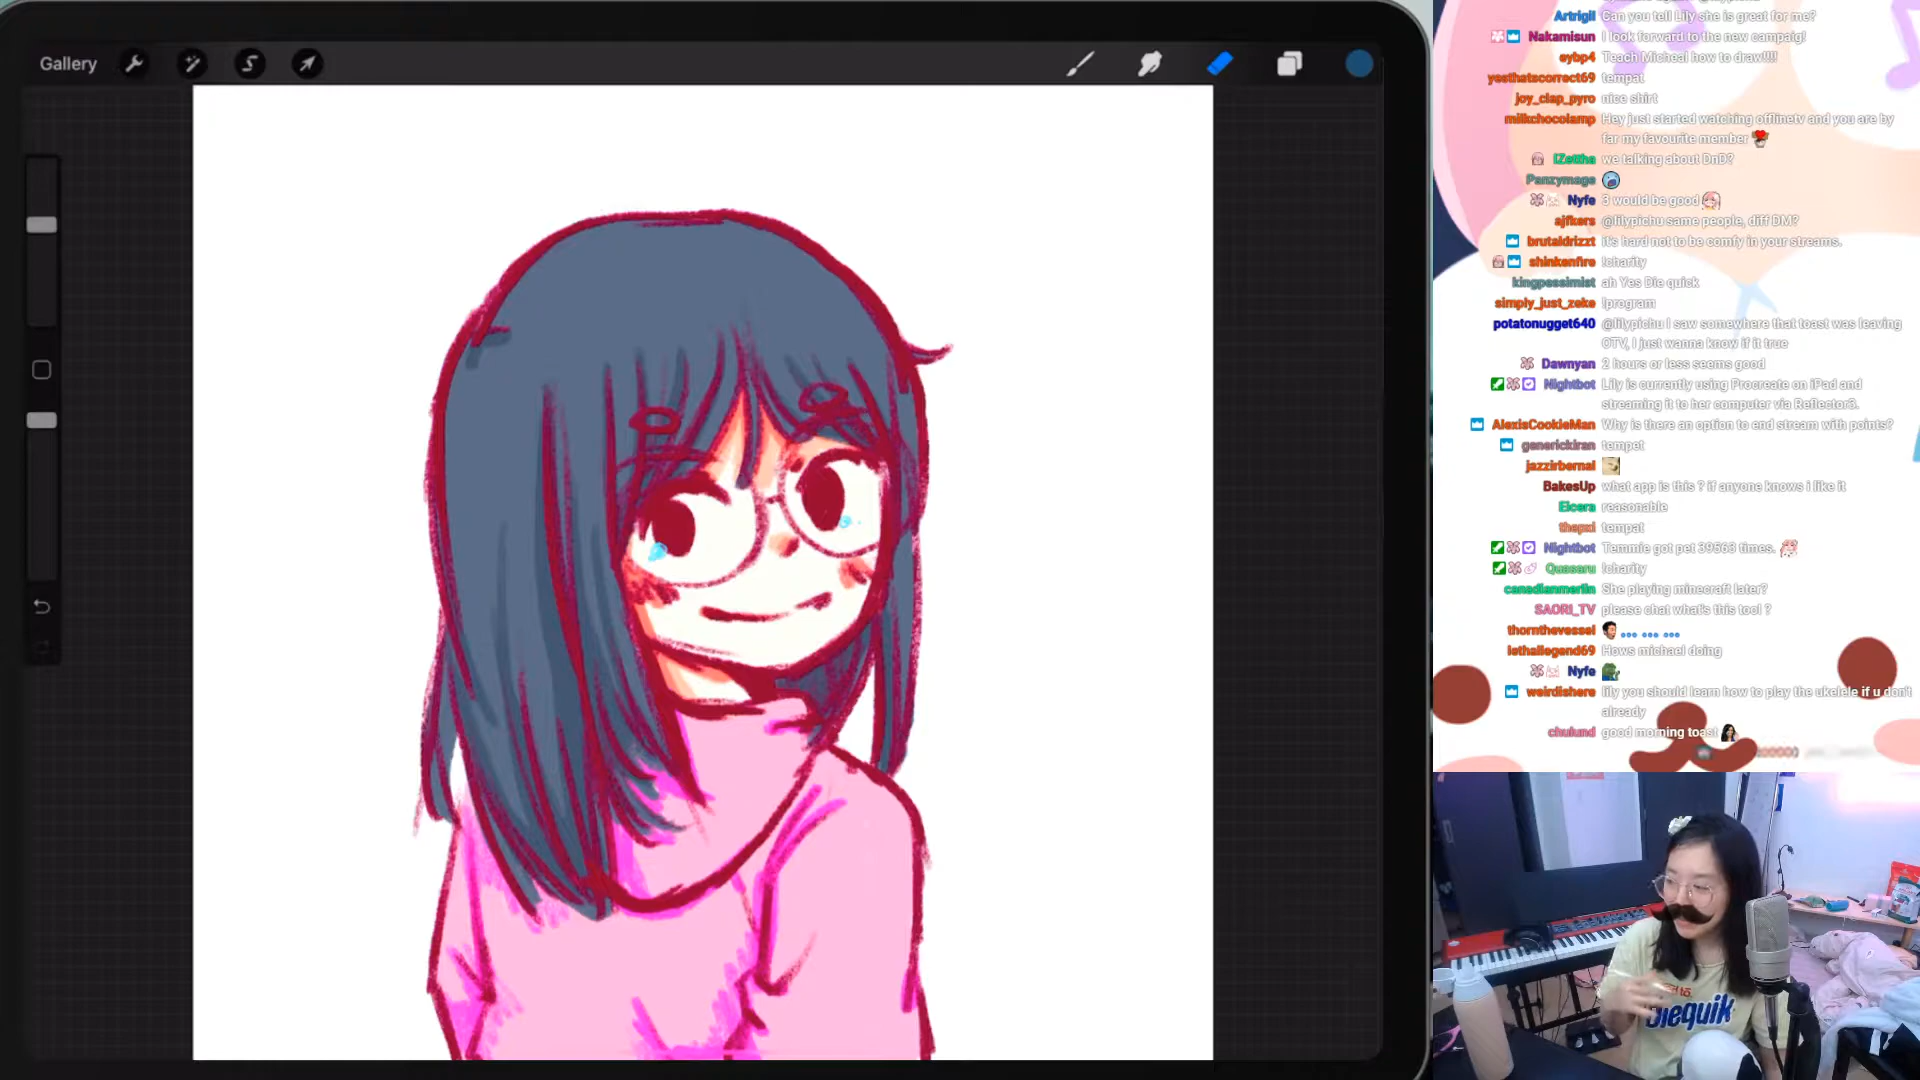 Gallery
Artrigil Can you tell Lily she is great for me?
Nakamisun I look forward to the new campaig!
eybp4 Teach Micheal how to draw!!!!
yesthatscorrect69 tempat
joy_clap_pyro nice shirt
milkchocolamp Hey just started watching offlinetv and you are by
far my favourite member
IZettha we talking about DnD?
Panzymage
Nyfe 3 would be good
ajfkers @lilypichu same people, diff DM?
brutaldrizzt it's hard not to be comfy in your streams.
shinkenfire !charity
kingpessimist ah Yes Die quick
simply_just_zeke !program
potatonugget640 @lilypichu I saw somewhere that toast was leaving
OTV, I just wanna know if it true
Dawnyan 2 hours or less seems good
Nightbot Lily is currently using Procreate on iPad and
streaming it to her computer via Reflector3.
AlexisCookieMan Why is there an option to end stream with points?
generickiran tempet
jazzirbernal
BakesUp what app is this ? if anyone knows i like it
Elcera reasonable
thepxl tempat
Nightbot Temmie got pet 39563 times.
Quasaru !charity
canadianmerlin She playing minecraft later?
SAORI_TV please chat what's this tool ?
thornthevessel
lethallegend69 Hows michael doing
Nyfe
weirdishere lily you should learn how to play the ukelele if u don't
already
chulund good morning toast
Diequik